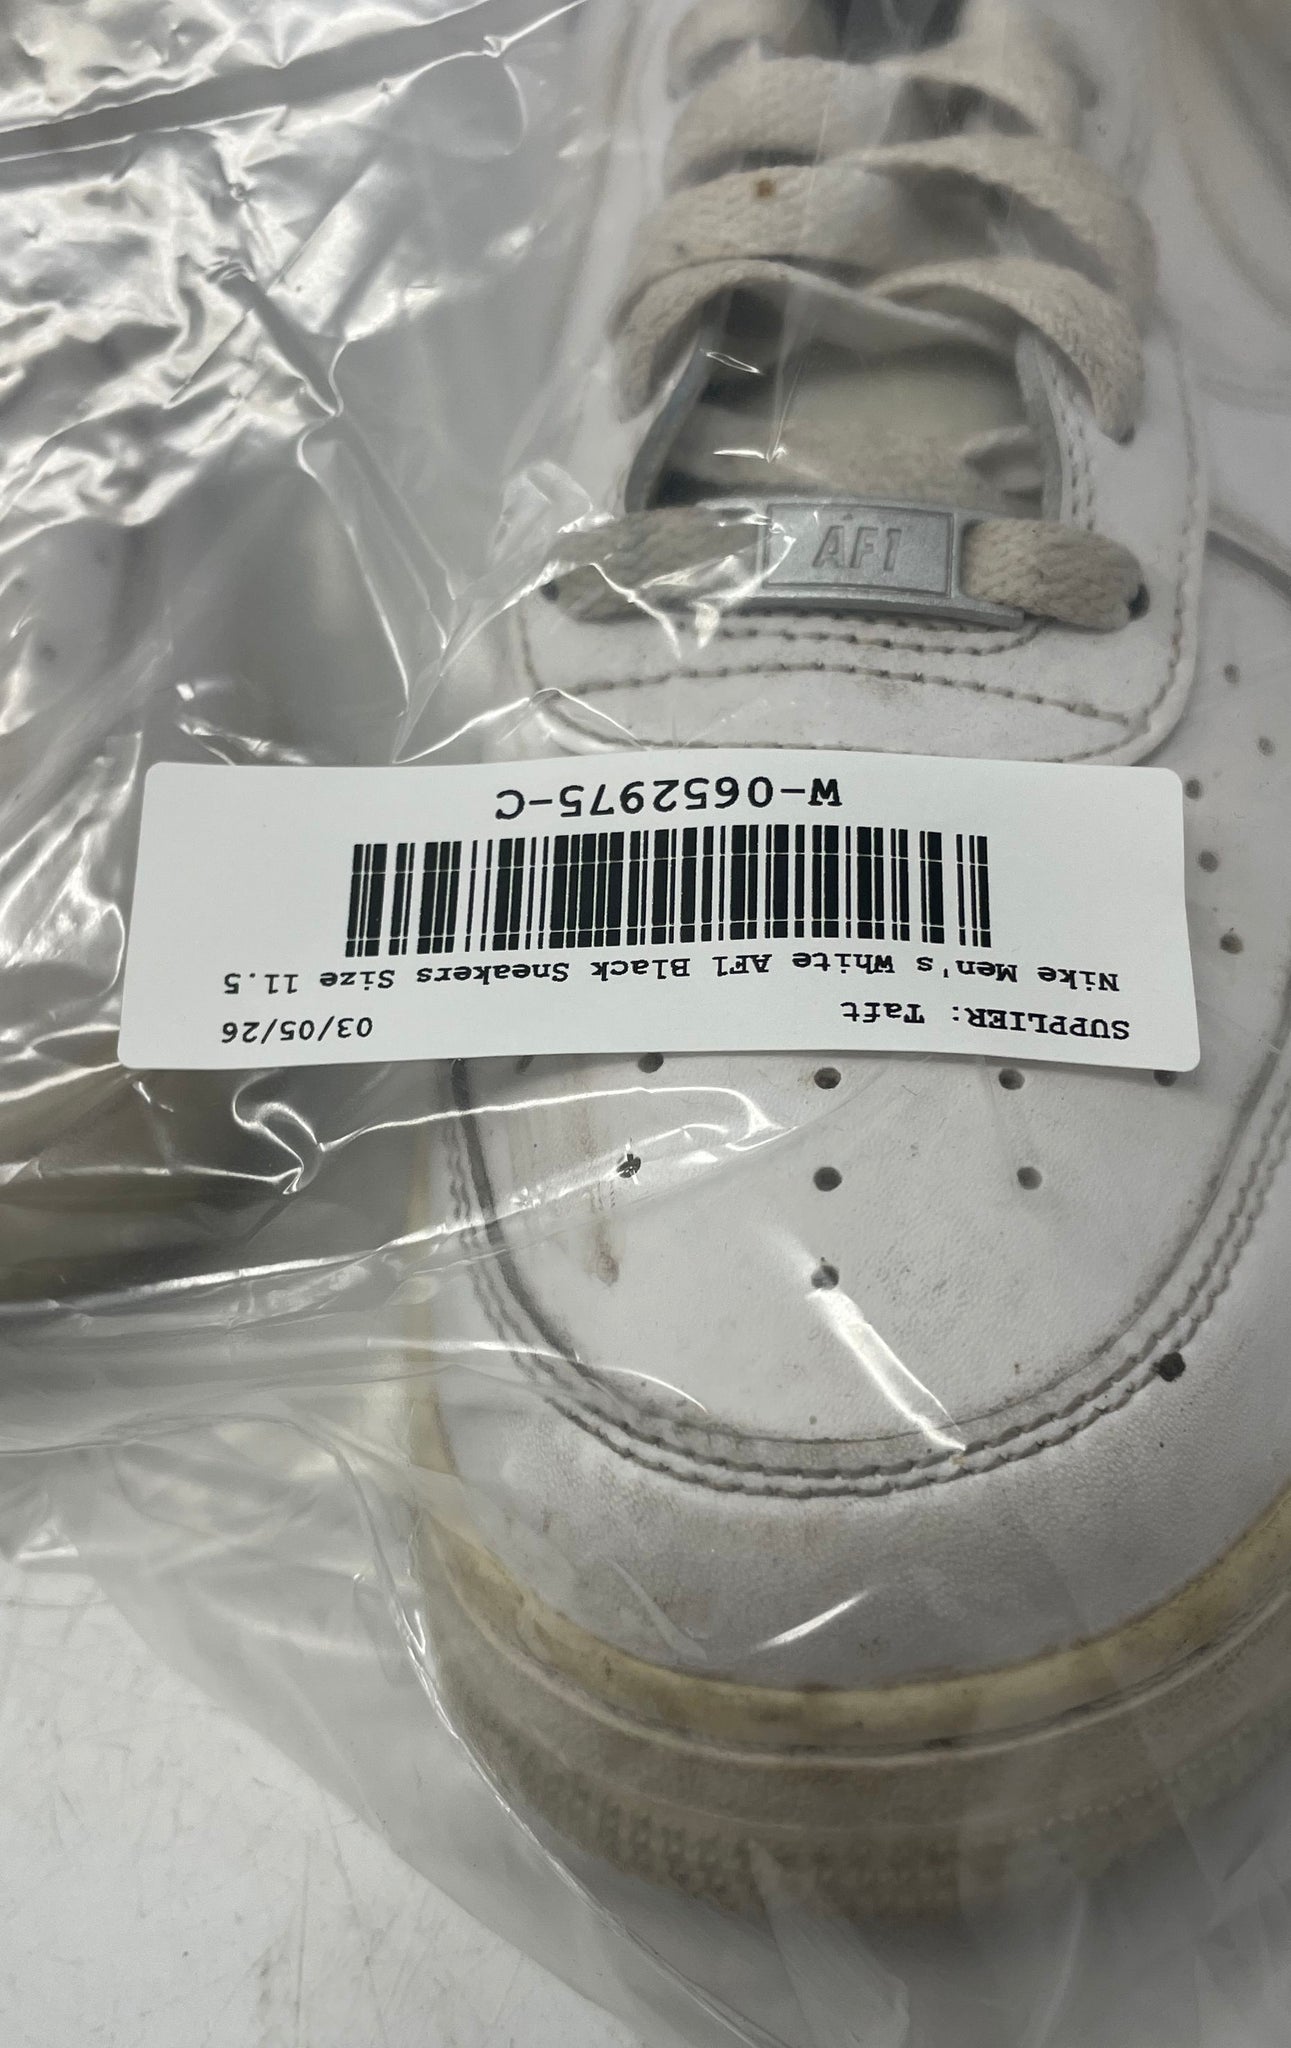 AF1
SUPPLIER: Taft 03/05/26
Nike Men's White AF1 Black Sneakers Size 11.5
W-0652975-C